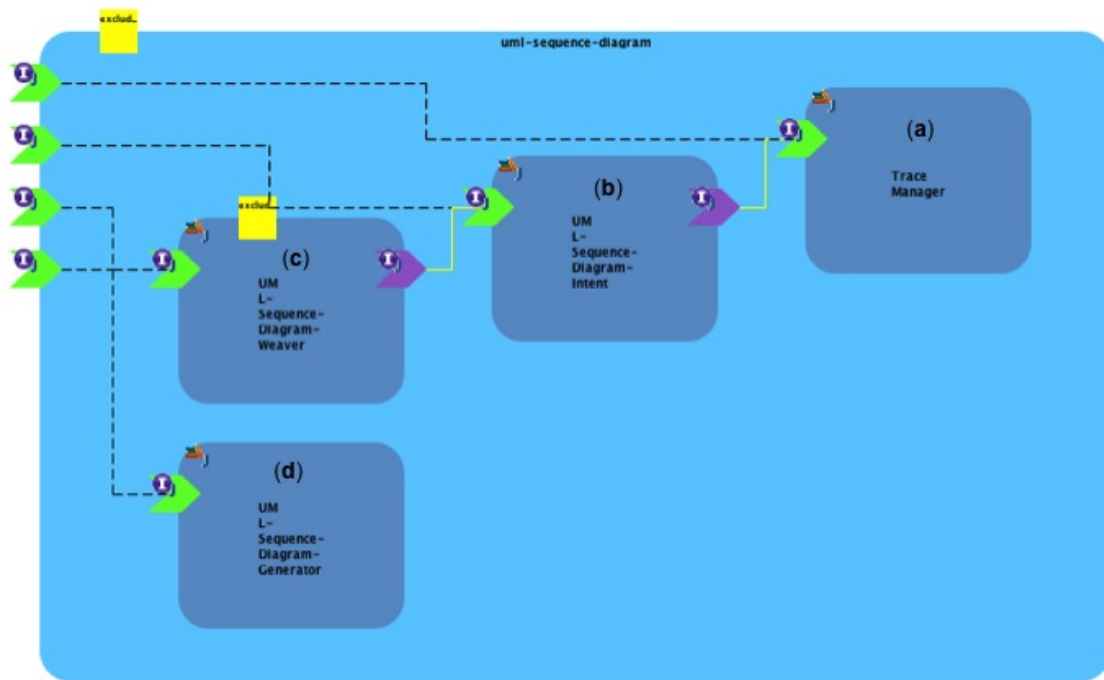 exclud..
uml-sequence-diagram
(a)
Trace
Manager
(b)
UM
L-
Sequence-
Diagram-
Intent
exclud..
(c)
UM
L-
Sequence-
Diagram-
Weaver
(d)
UM
L-
Sequence-
Diagram-
Generator
I
I
I
I
I
I
I
I
I
I